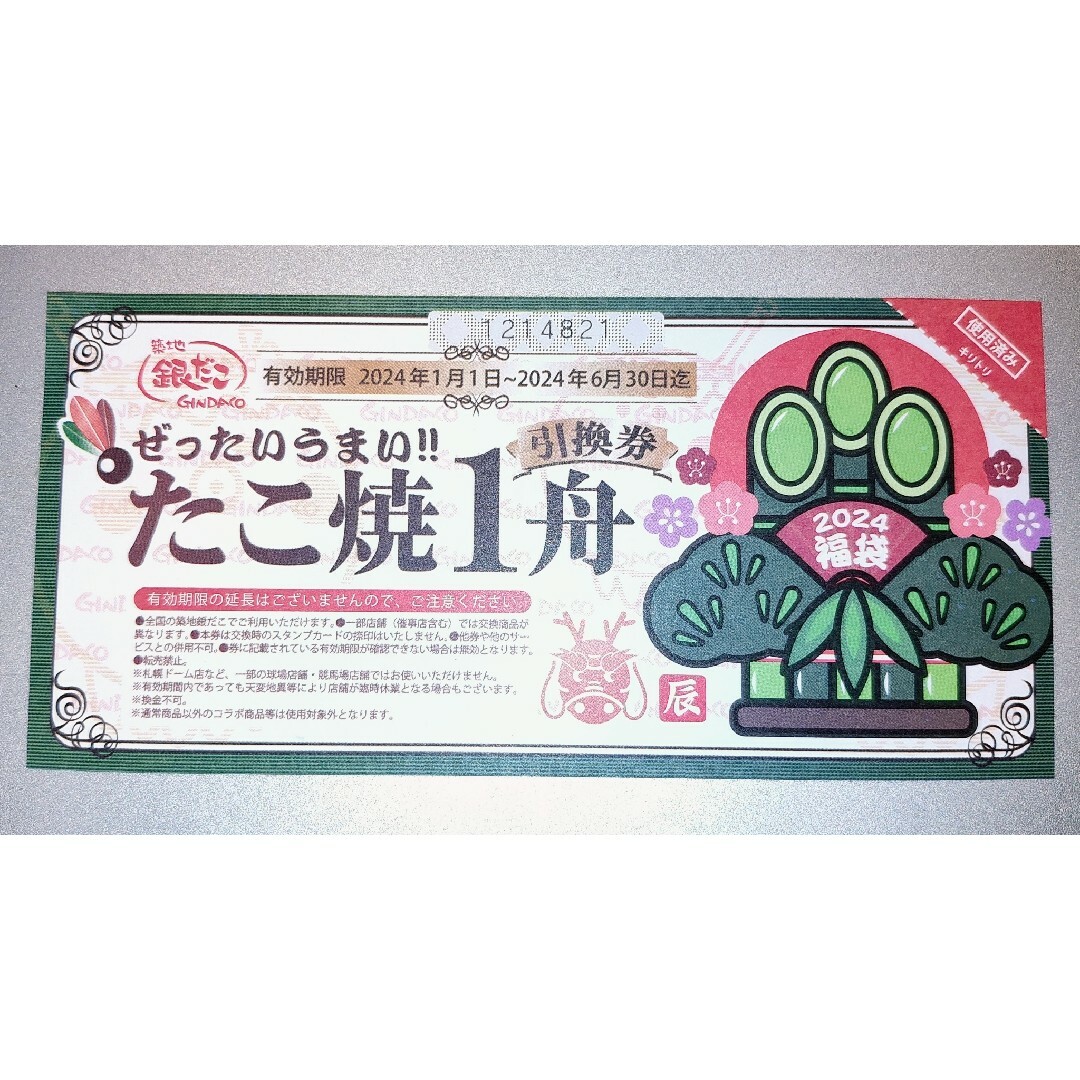 1214821
使用済み
キリトリ
築地
銀だこ
GINDACO
有効期限 2024年1月1日~2024年6月30日迄
ぜったいうまい!!
引換券
たこ焼1舟
2024
福袋
有効期限の延長はございませんので、ご注意ください。
●全国の築地銀だこでご利用いただけます。●一部店舗(催事店含む)では交換商品が
異なります。●本券は交換時のスタンプカードの捺印はいたしません。●他券や他のサー
ビスとの併用不可。●券に記載されている有効期限が確認できない場合は無効となります。
●転売禁止。
※札幌ドーム店など、一部の球場店舗・競馬場店舗ではお使いいただけません。
※有効期間内であっても天変地異等により店舗が臨時休業となる場合もございます。
※換金不可。
※通常商品以外のコラボ商品等は使用対象外となります。
辰